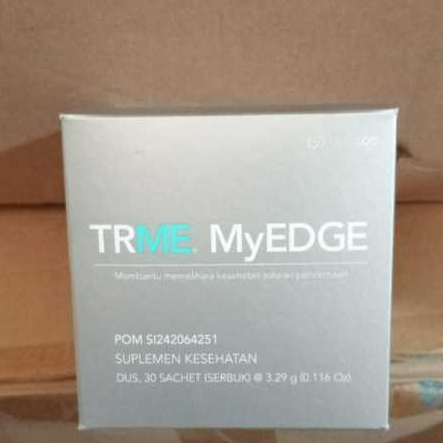 TRME. MyEDGE
Membantu memelihara kesehatan saluran pencernaan
POM SI242064251
SUPLEMEN KESEHATAN
DUS, 30 SACHET (SERBUK) @ 3.29 g (0.116 Oz)